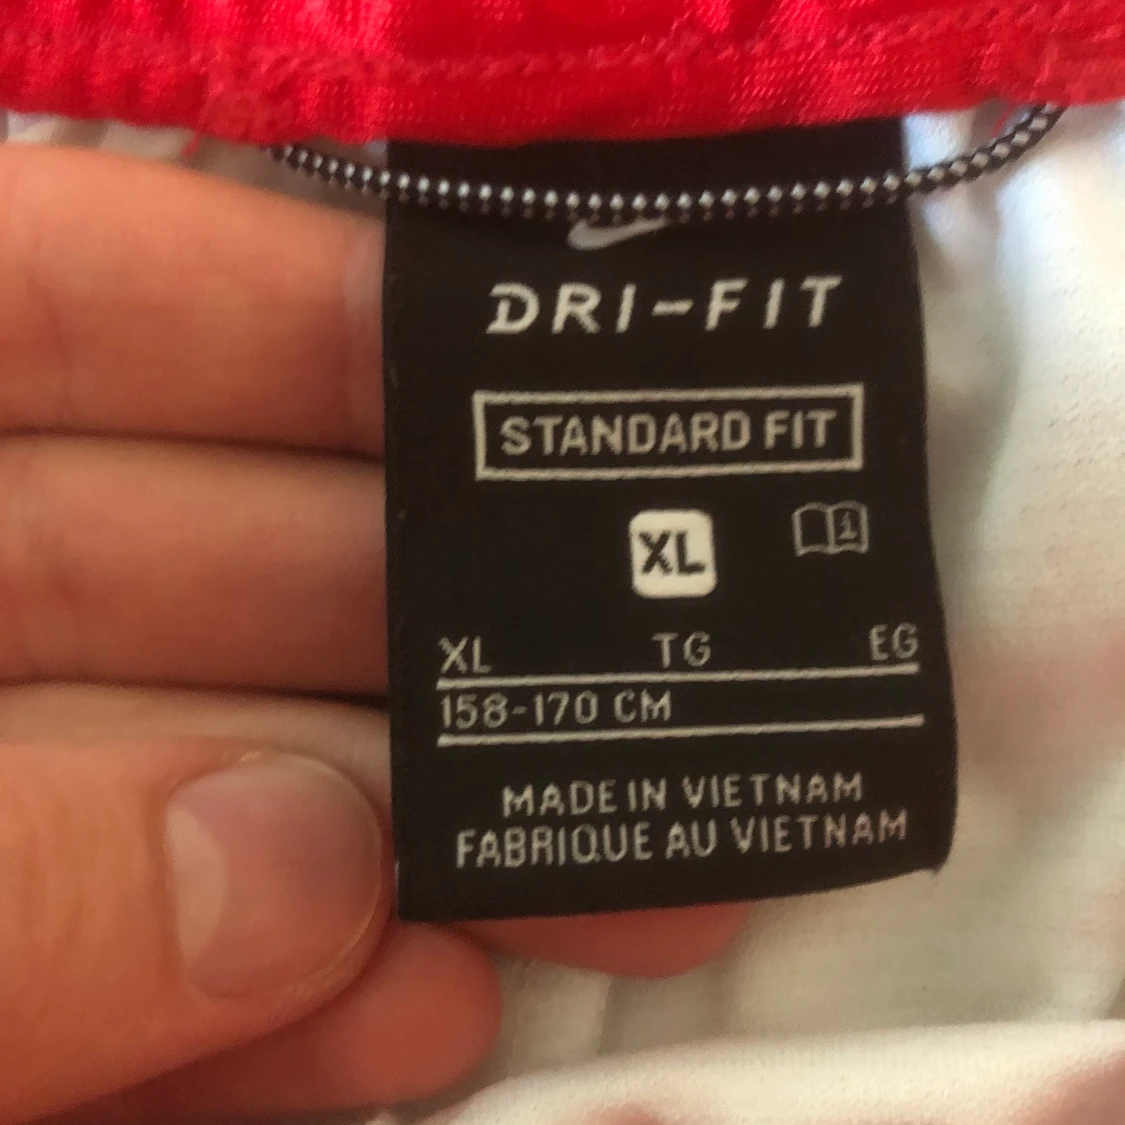 DRI-FIT
STANDARD FIT
XL
i
XL TG EG
158-170 CM
MADE IN VIETNAM
FABRIQUE AU VIETNAM